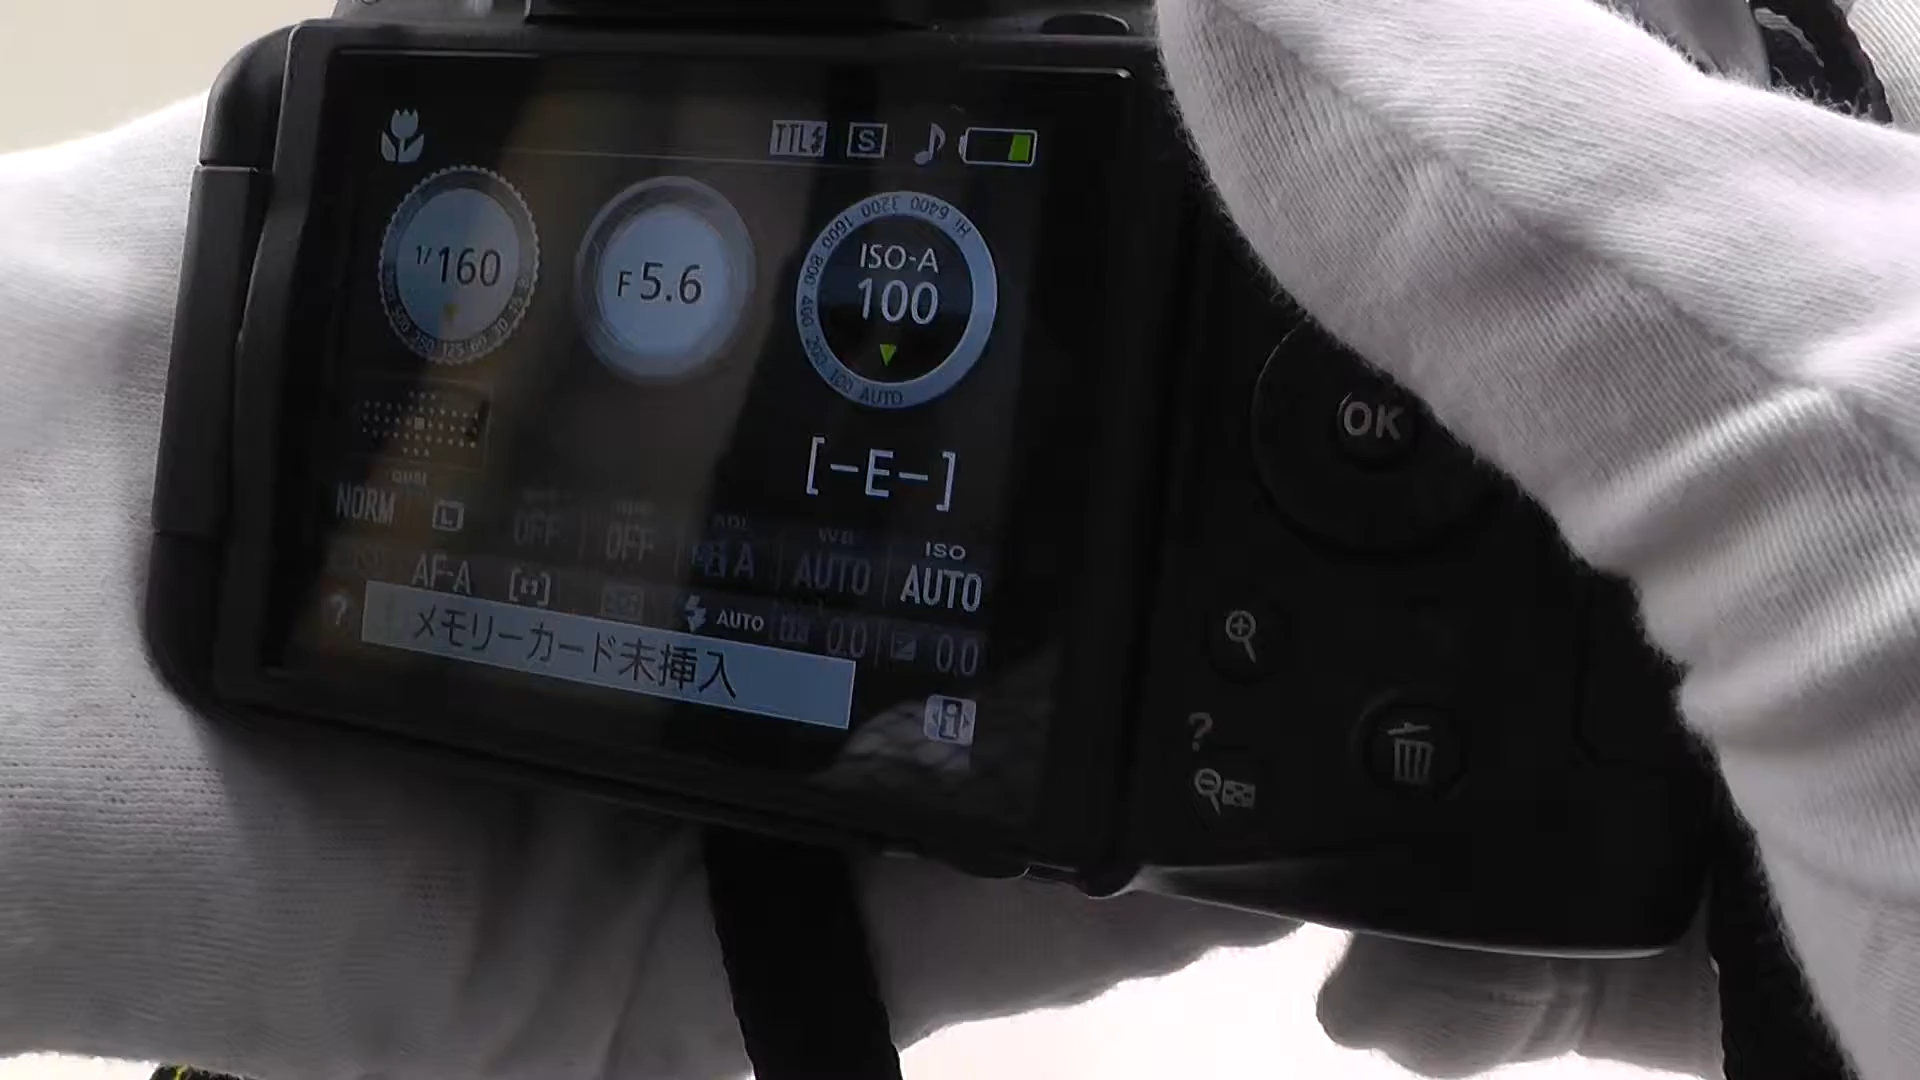 TTL S
1/160
F5.6
ISO-A
100
100 200 400 800 1600 3200 6400 Hi
AUTO
[-E-]
QUAL
NORM L
OFF
OFF
ADL
A
WB
AUTO
ISO
AUTO
AF-A
AUTO
0.0
0.0
?
メモリーカード未挿入
i
OK
?